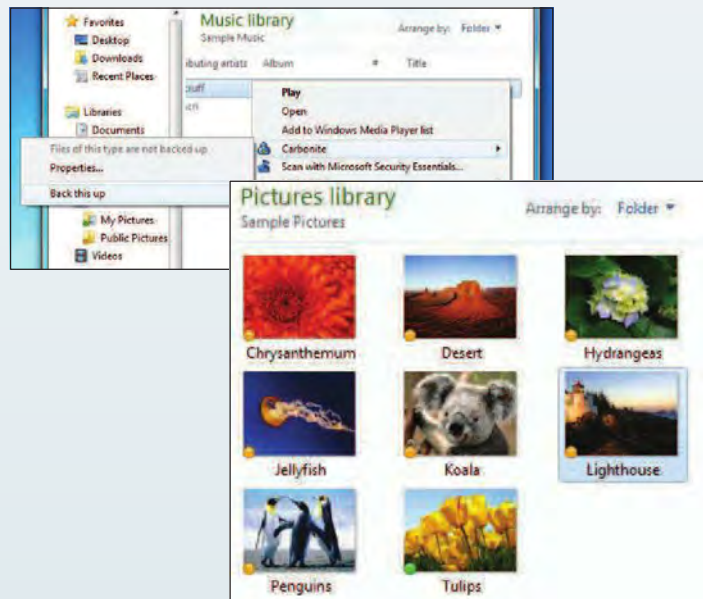 Favorites
Desktop
Downloads
Recent Places
Libraries
Documents
Music library
Sample Music
Arrange by: Folder
ibuting artists Album # Title
Play
Open
Add to Windows Media Player list
Carbonite
Scan with Microsoft Security Essentials...
Files of this type are not backed up
Properties...
Back this up
My Pictures
Public Pictures
Videos
Pictures library
Sample Pictures
Arrange by: Folder
Chrysanthemum Desert Hydrangeas
Jellyfish Koala Lighthouse
Penguins Tulips